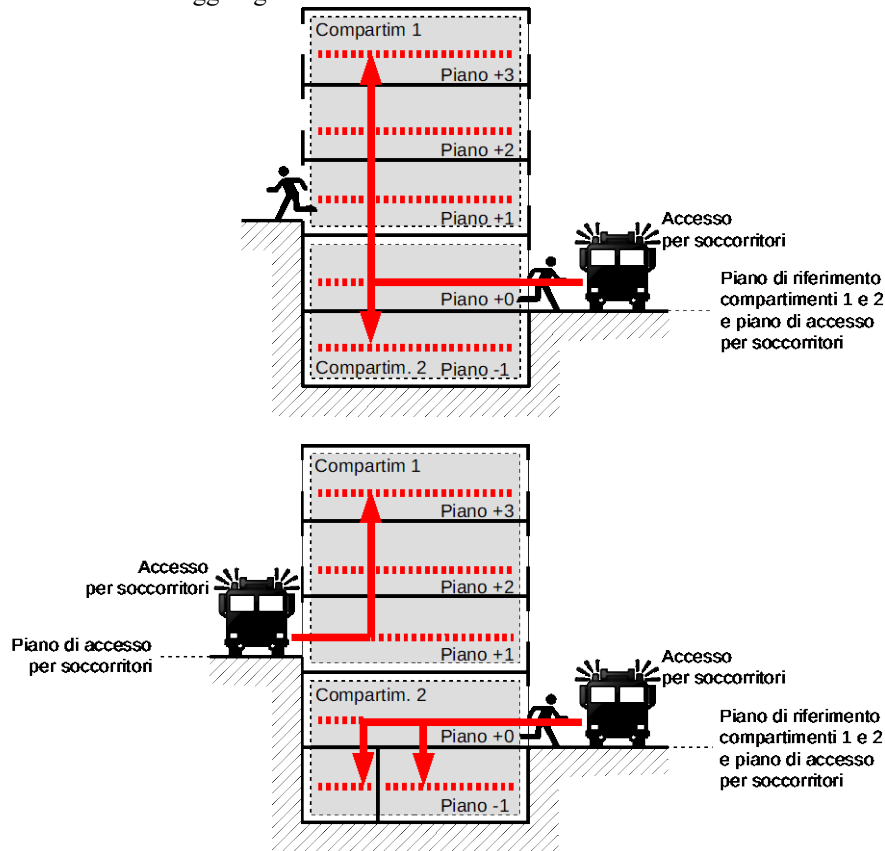 Compartim 1
Piano +3
Piano +2
Piano +1
Accesso
per soccorritori
Piano +0
Piano di riferimento
compartimenti 1 e 2
e piano di accesso
per soccorritori
Compartim. 2 Piano -1
Compartim 1
Piano +3
Accesso
per soccorritori
Piano +2
Piano di accesso
per soccorritori
Piano +1
Accesso
per soccorritori
Compartim. 2
Piano +0
Piano di riferimento
compartimenti 1 e 2
e piano di accesso
per soccorritori
Piano -1